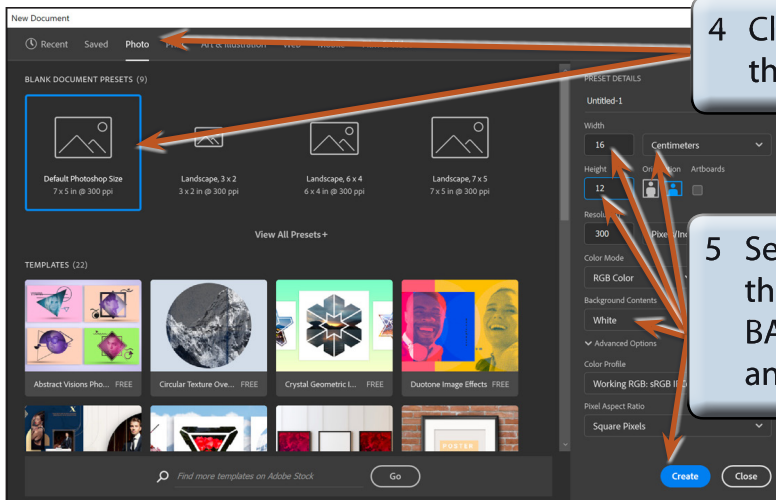 New Document
Recent Saved Photo Art & Illustration Web Mobile
BLANK DOCUMENT PRESETS (9)
Default Photoshop Size
7 x 5 in @ 300 ppi
Landscape, 3 x 2
3 x 2 in @ 300 ppi
Landscape, 6 x 4
6 x 4 in @ 300 ppi
Landscape, 7 x 5
7 x 5 in @ 300 ppi
View All Presets+
TEMPLATES (22)
Abstract Visions Pho... FREE
Circular Texture Ove... FREE
Crystal Geometric I... FREE
Duotone Image Effects FREE
POSTER
Find more templates on Adobe Stock
Go
PRESET DETAILS
Untitled-1
Width
16 Centimeters
Height Artboards
12
300
Color Mode
RGB Color
Background Contents
White
Advanced Options
Color Profile
Working RGB: sRGB
Pixel Aspect Ratio
Square Pixels
Create Close
4 Cl
th
5 Se
th
BA
an